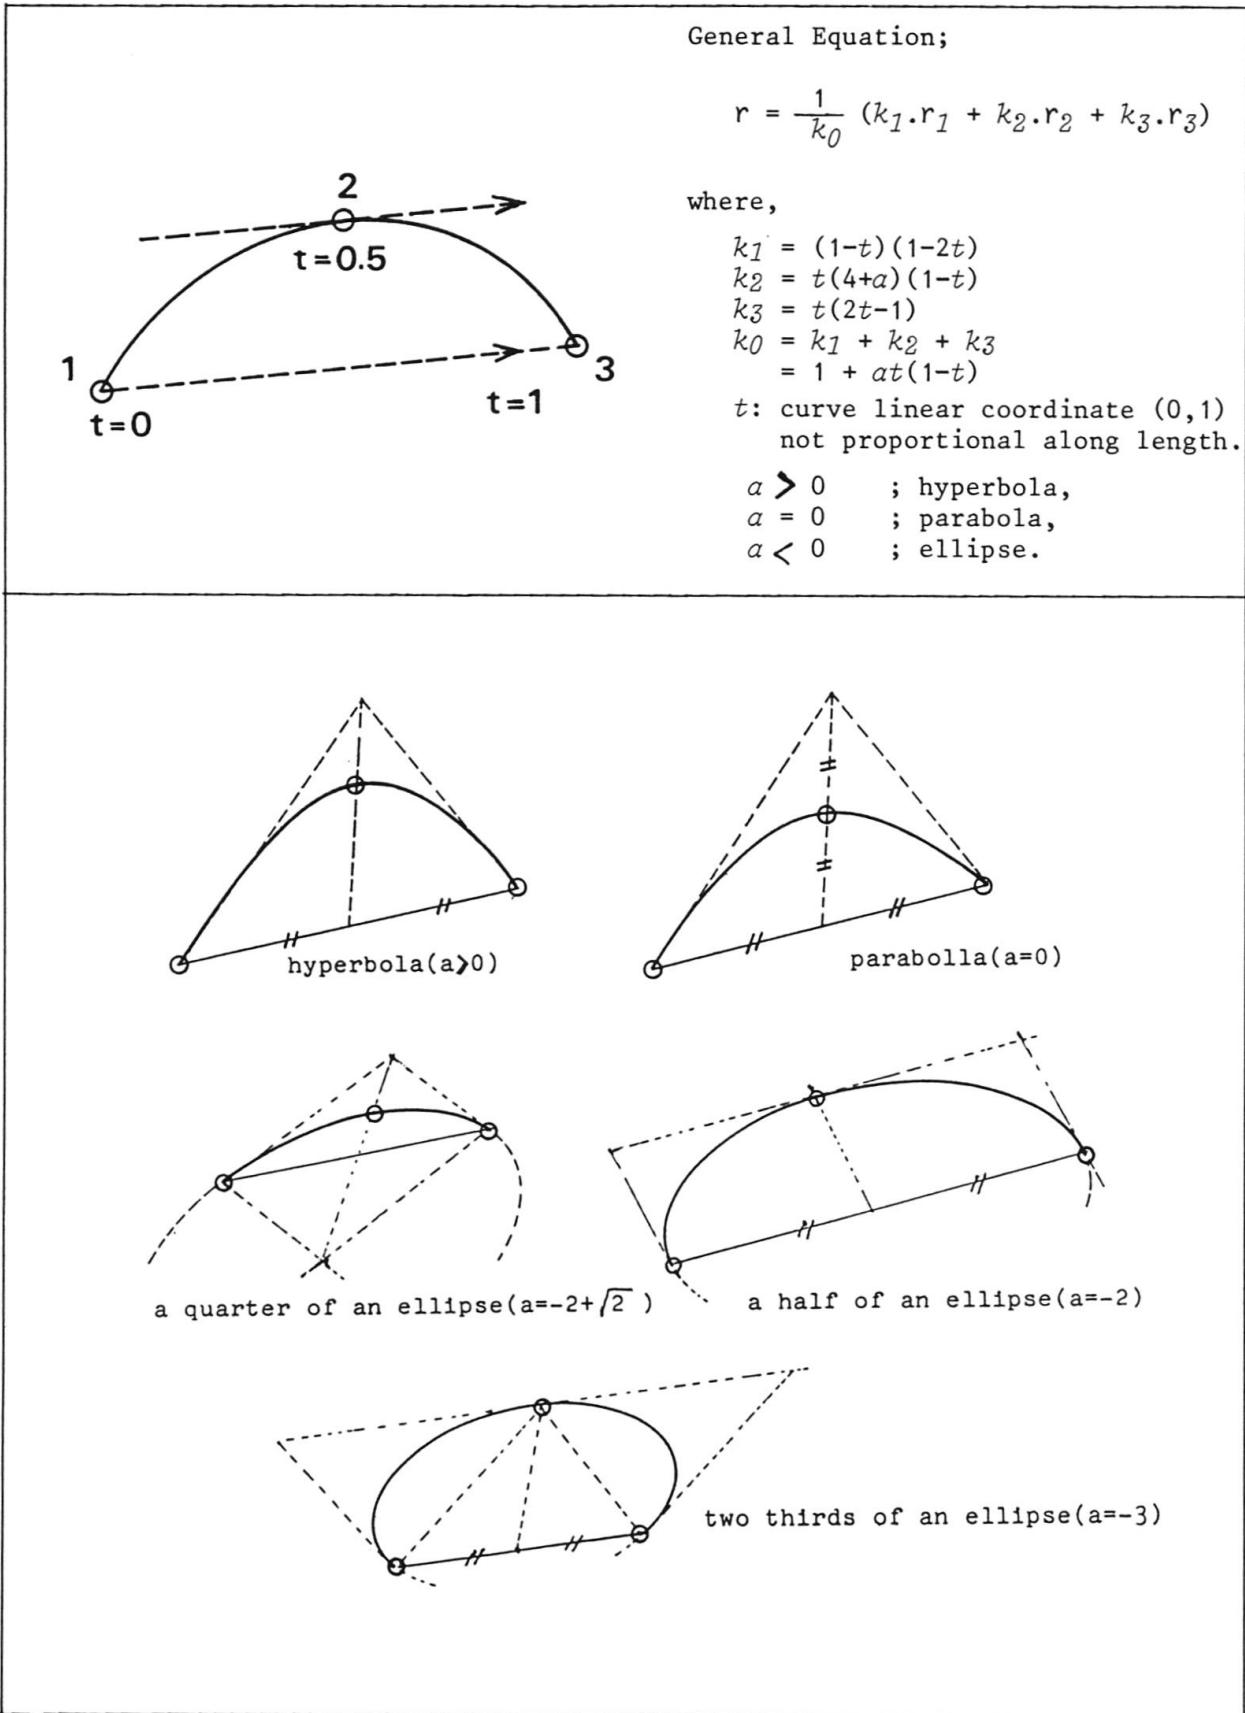 General Equation;
r = 1/k0 (k1.r1 + k2.r2 + k3.r3)
2
t=0.5
1
t=0
t=1
3
where,
k1 = (1-t)(1-2t)
k2 = t(4+a)(1-t)
k3 = t(2t-1)
k0 = k1 + k2 + k3
= 1 + at(1-t)
t: curve linear coordinate (0,1)
not proportional along length.
a > 0 ; hyperbola,
a = 0 ; parabola,
a < 0 ; ellipse.
hyperbola(a>0)
parabolla(a=0)
a quarter of an ellipse(a=-2+√2 )
a half of an ellipse(a=-2)
two thirds of an ellipse(a=-3)